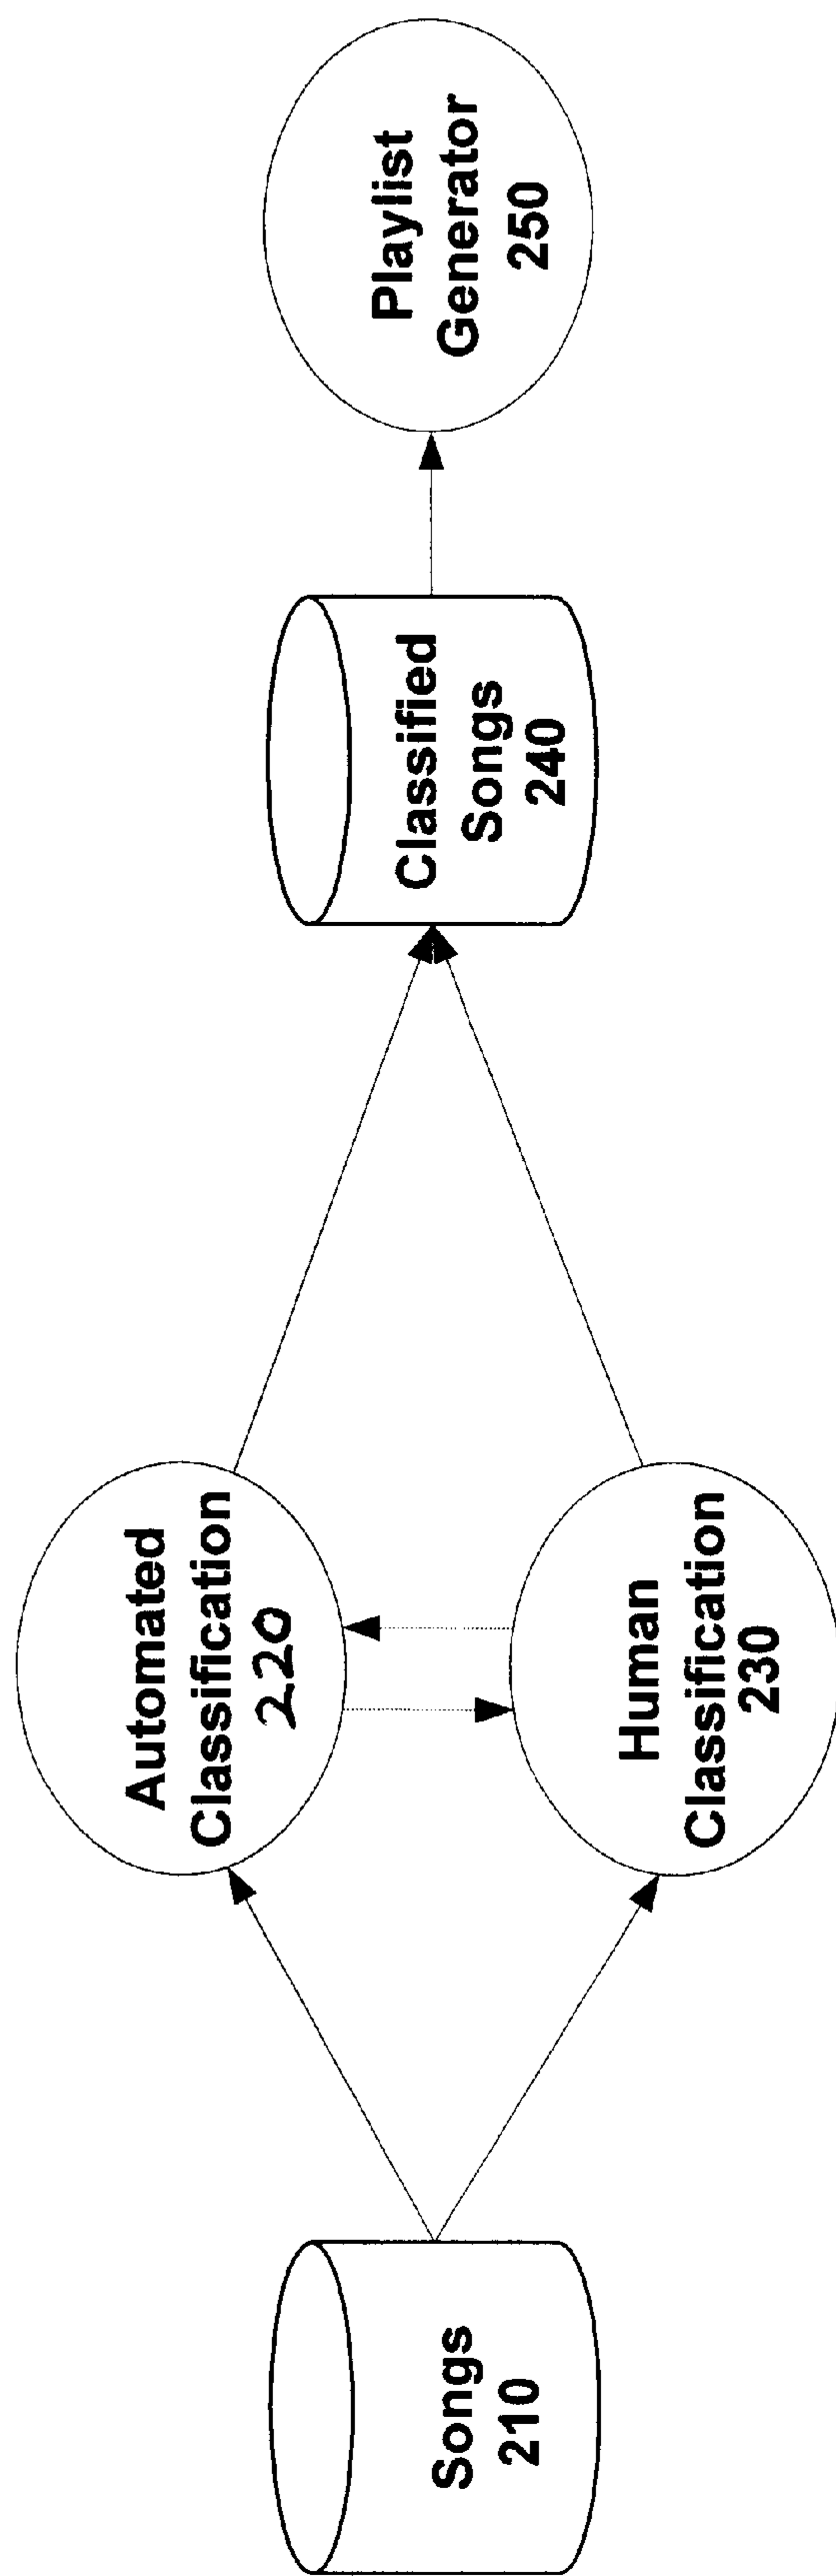 Songs
210
Automated
Classification
220
Human
Classification
230
Classified
Songs
240
Playlist
Generator
250